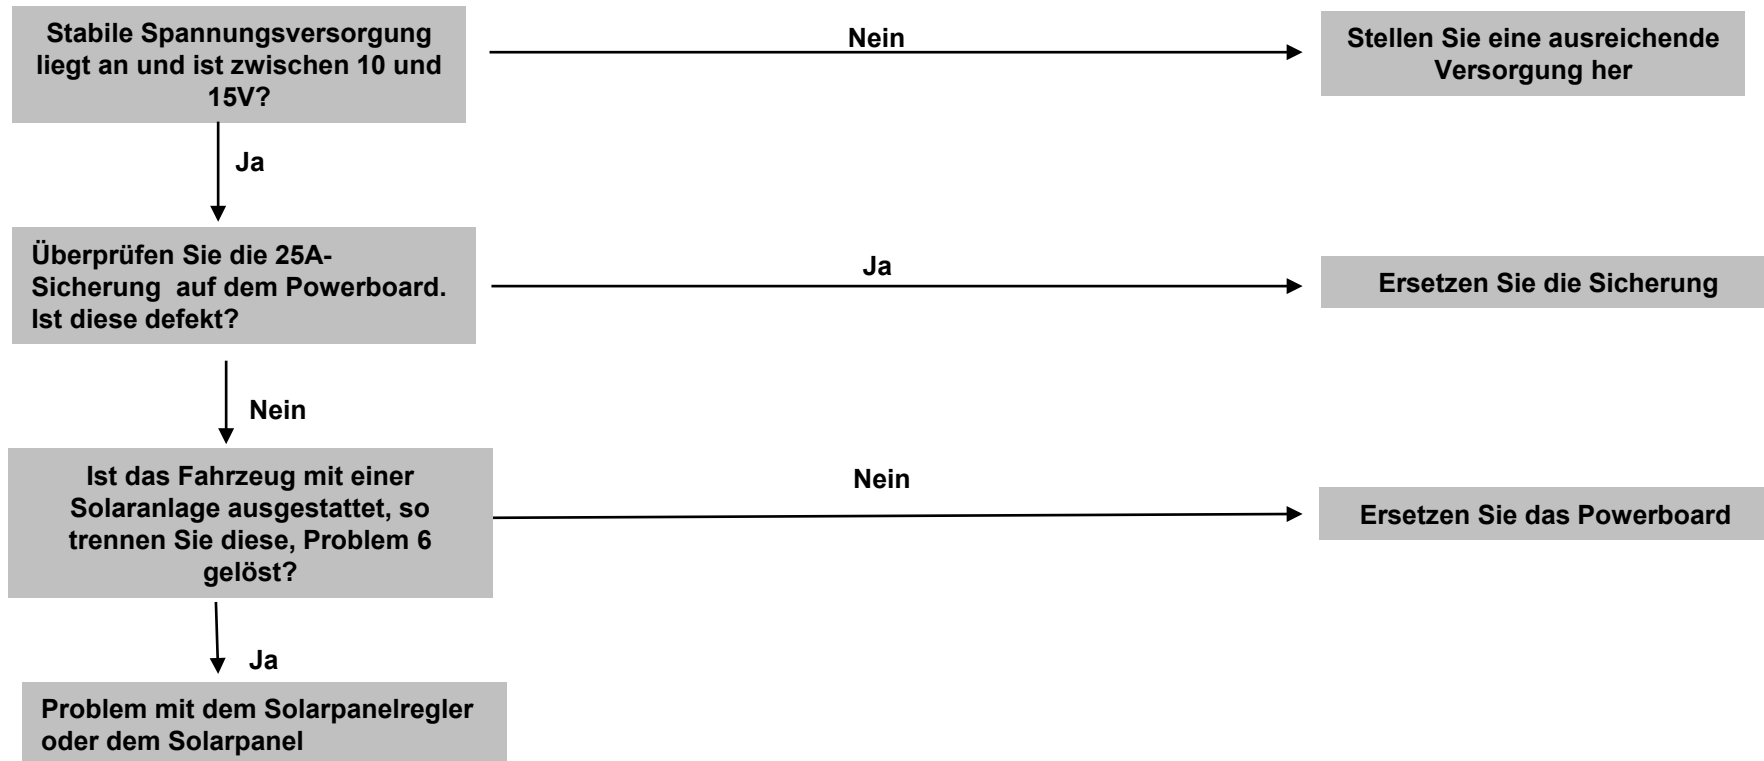 Stabile Spannungsversorgung
liegt an und ist zwischen 10 und
15V?
Nein
Stellen Sie eine ausreichende
Versorgung her
Ja
Überprüfen Sie die 25A-
Sicherung  auf dem Powerboard.
Ist diese defekt?
Ja
Ersetzen Sie die Sicherung
Nein
Ist das Fahrzeug mit einer
Solaranlage ausgestattet, so
trennen Sie diese, Problem 6
gelöst?
Nein
Ersetzen Sie das Powerboard
Ja
Problem mit dem Solarpanelregler
oder dem Solarpanel